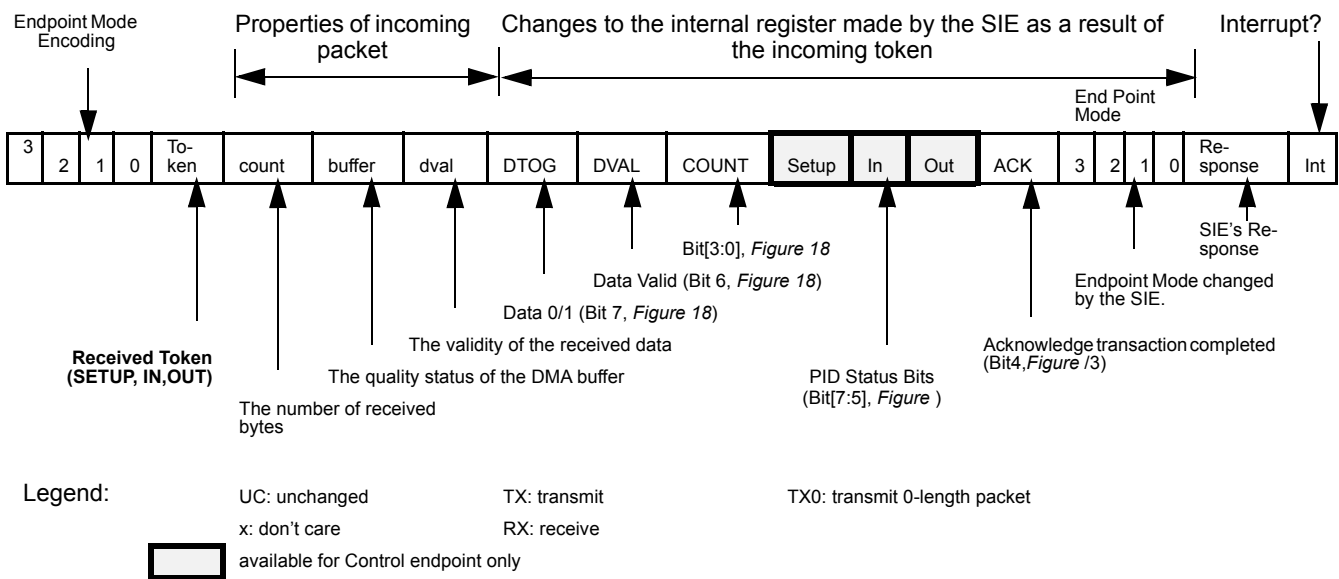 Endpoint Mode
Encoding
Properties of incoming
packet
Changes to the internal register made by the SIE as a result of
the incoming token
Interrupt?
End Point
Mode
3 2 1 0 To-
ken count buffer dval DTOG DVAL COUNT Setup In Out ACK 3 2 1 0 Re-
sponse Int
Bit[3:0], Figure 18
SIE's Re-
sponse
Data Valid (Bit 6, Figure 18)
Endpoint Mode changed
by the SIE.
Data 0/1 (Bit 7, Figure 18)
The validity of the received data
Acknowledge transaction completed
(Bit4,Figure /3)
Received Token
(SETUP, IN,OUT)
The quality status of the DMA buffer
PID Status Bits
(Bit[7:5], Figure )
The number of received
bytes
Legend:
UC: unchanged TX: transmit TX0: transmit 0-length packet
x: don't care RX: receive
available for Control endpoint only